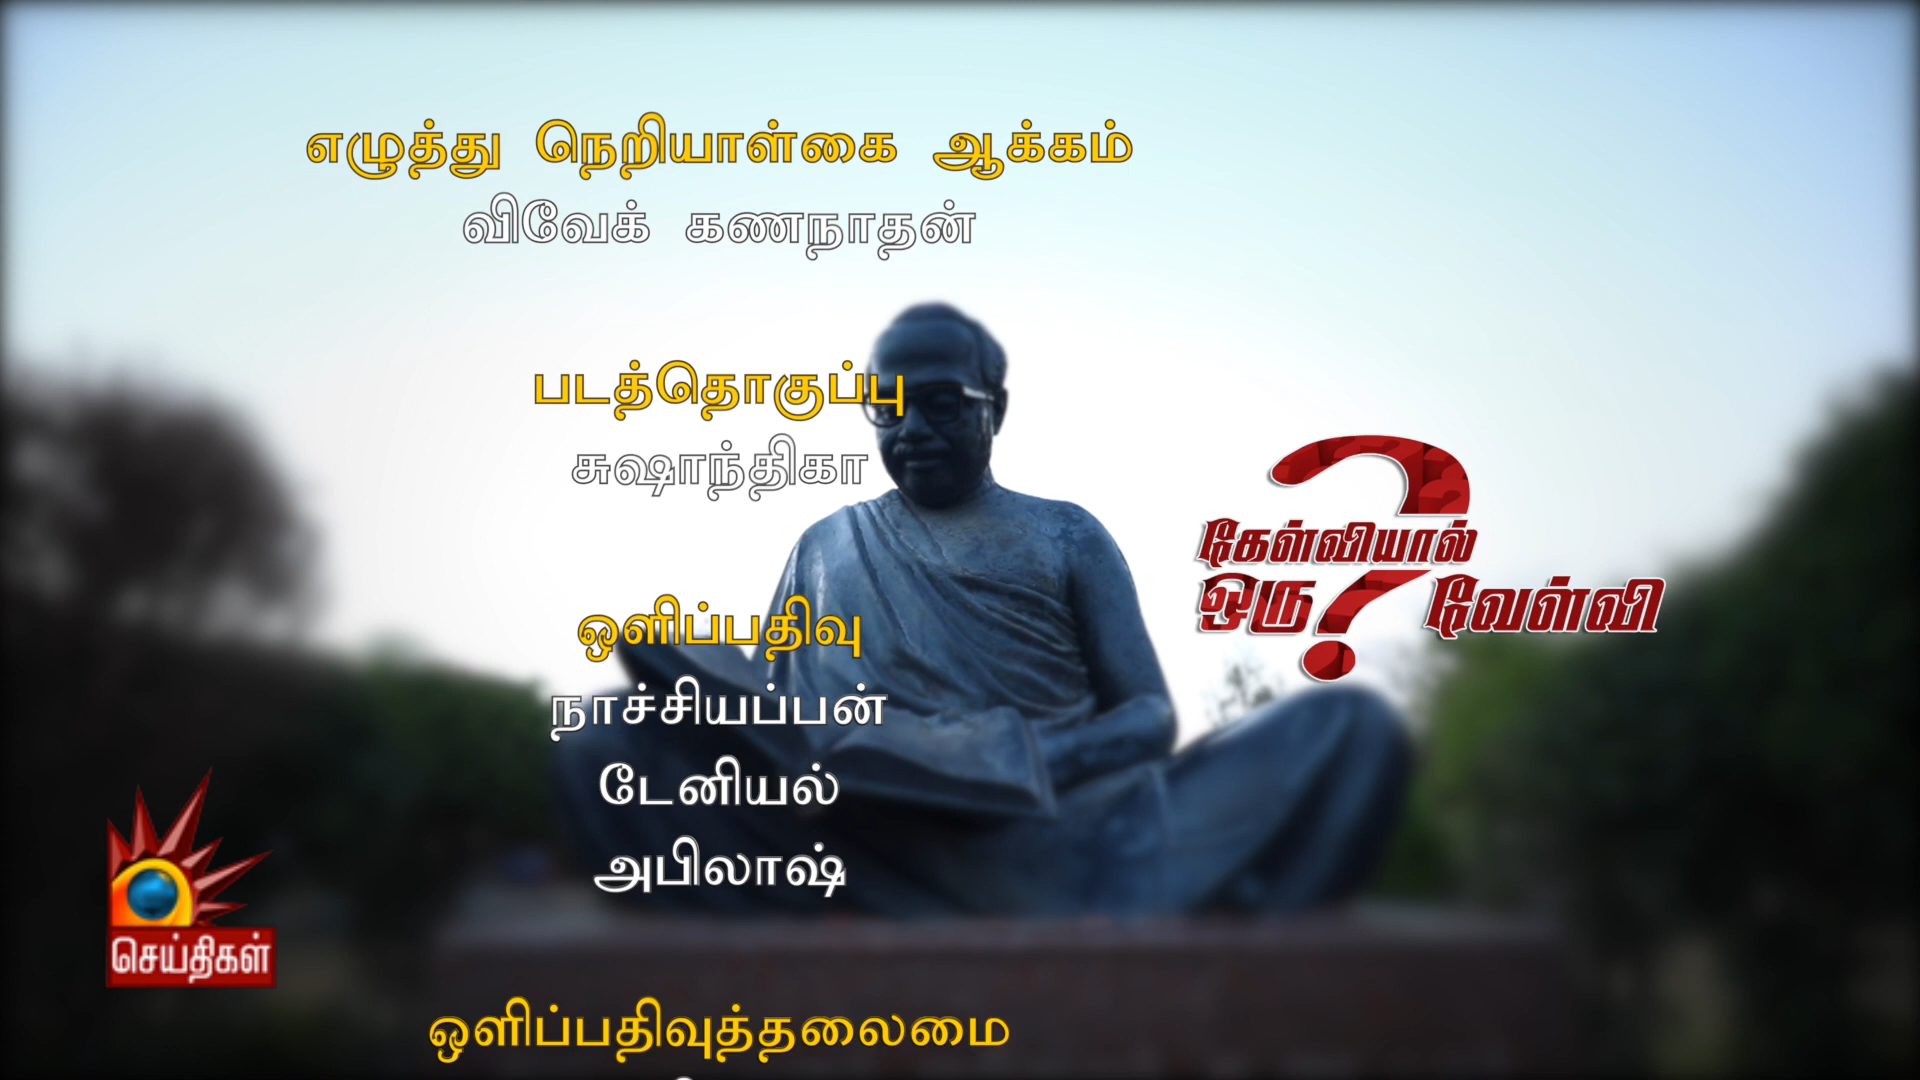 எழுத்து நெறியாள்கை ஆக்கம்
விவேக் கணநாதன்
படத்தொகுப்பு
சுஷாந்திகா
ஒளிப்பதிவு
நாச்சியப்பன்
டேனியல்
அபிலாஷ்
ஒளிப்பதிவுத்தலைமை
கேள்வியால்
ஒரு வேள்வி
?
செய்திகள்